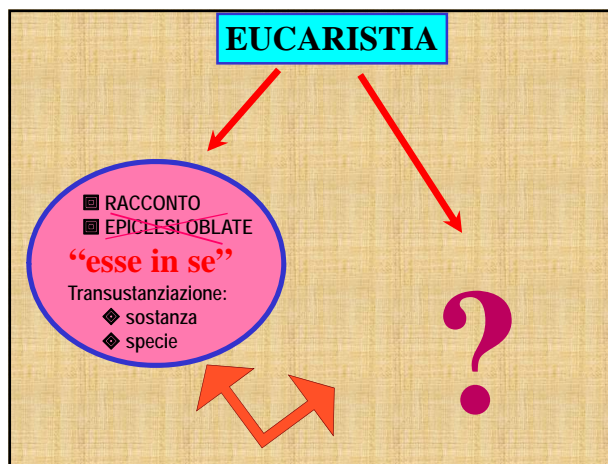 EUCARISTIA
RACCONTO
EPICLESI OBLATE
“esse in se”
Transustanziazione:
sostanza
specie
?